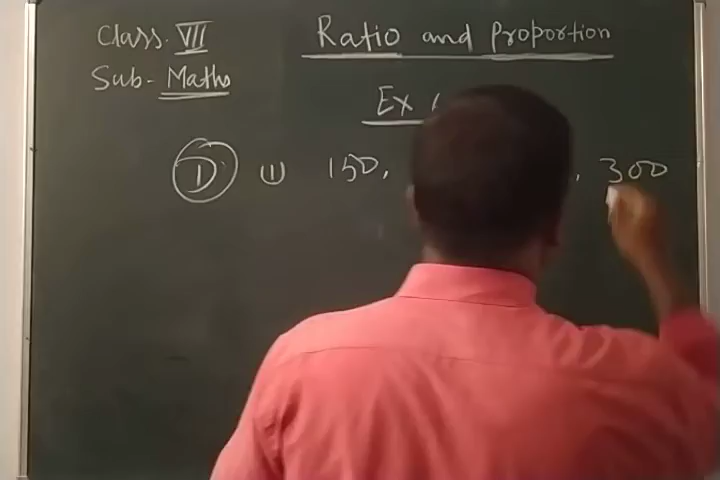 Class. VII
Ratio and Proportion
Sub- Maths
Ex
① (1) 150, , 300